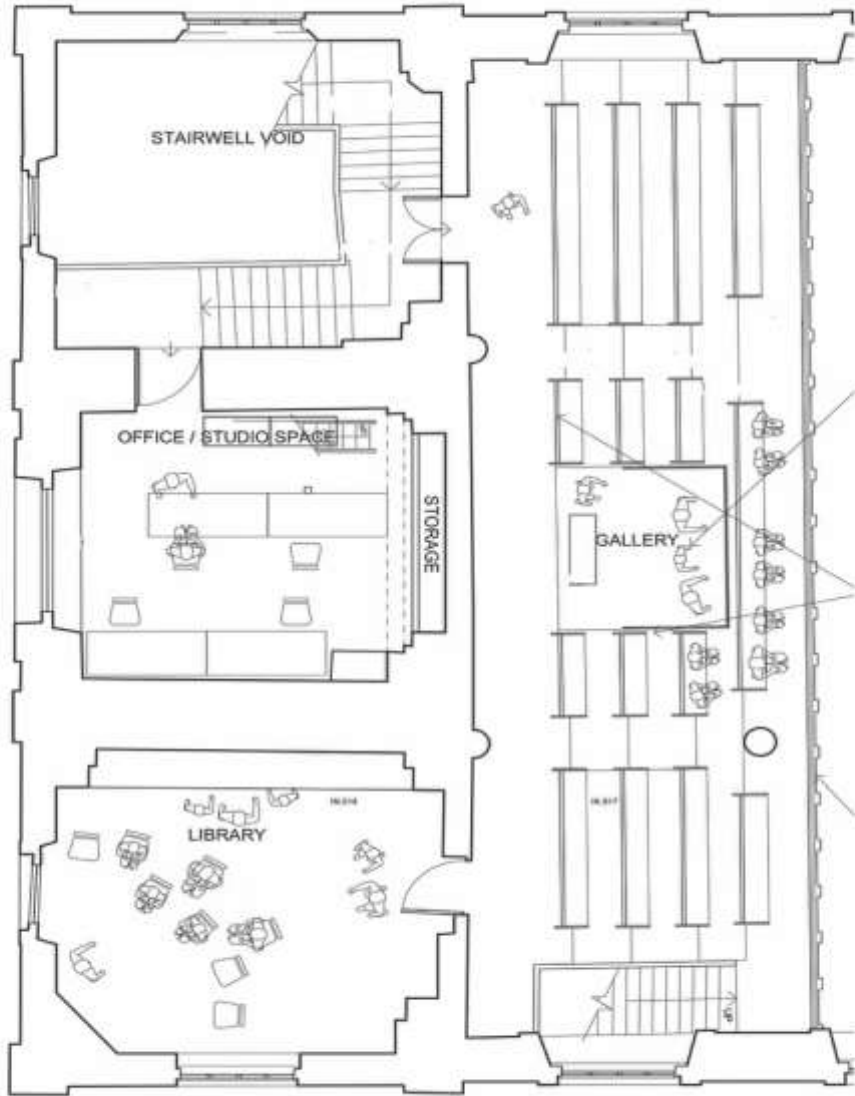 STAIRWELL VOID
OFFICE / STUDIO SPACE
STORAGE
GALLERY
LIBRARY
UP